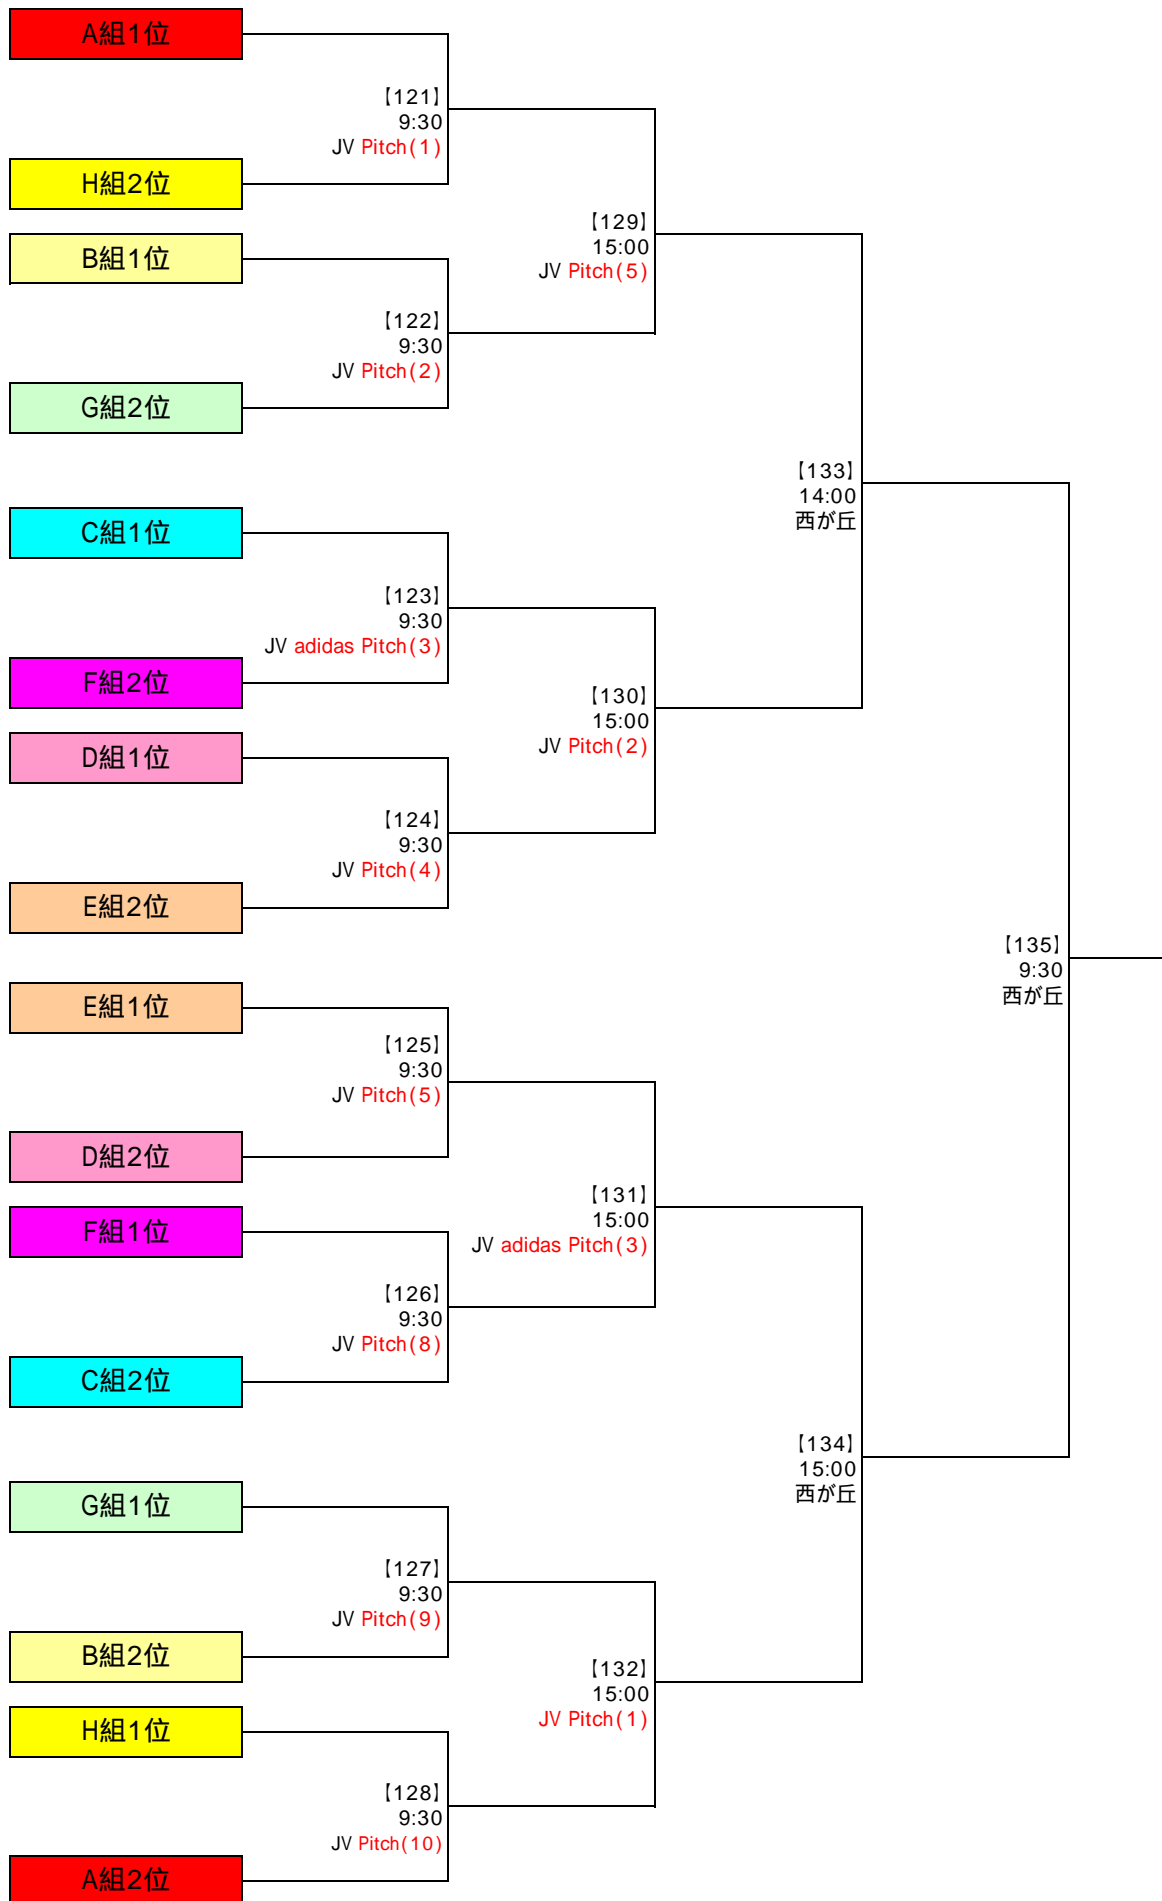 A組1位
【121】
9:30
JV Pitch(1)
H組2位
B組1位
【129】
15:00
JV Pitch(5)
【122】
9:30
JV Pitch(2)
G組2位
【133】
14:00
西が丘
C組1位
【123】
9:30
JV adidas Pitch(3)
F組2位
【130】
15:00
JV Pitch(2)
D組1位
【124】
9:30
JV Pitch(4)
E組2位
【135】
9:30
西が丘
E組1位
【125】
9:30
JV Pitch(5)
D組2位
【131】
15:00
JV adidas Pitch(3)
F組1位
【126】
9:30
JV Pitch(8)
C組2位
【134】
15:00
西が丘
G組1位
【127】
9:30
JV Pitch(9)
B組2位
【132】
15:00
JV Pitch(1)
H組1位
【128】
9:30
JV Pitch(10)
A組2位